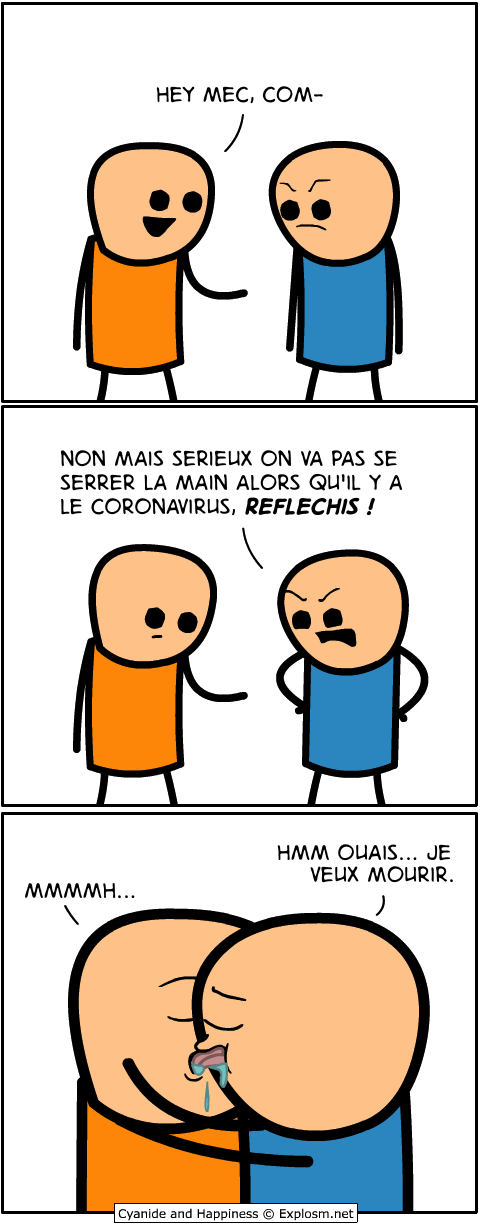 HEY MEC, COM-
NON MAIS SERIEUX ON VA PAS SE
SERRER LA MAIN ALORS QU'IL Y A
LE CORONAVIRUS, REFLECHIS !
MMMMH...
HMM OUAIS... JE
VEUX MOURIR.
Cyanide and Happiness © Explosm.net